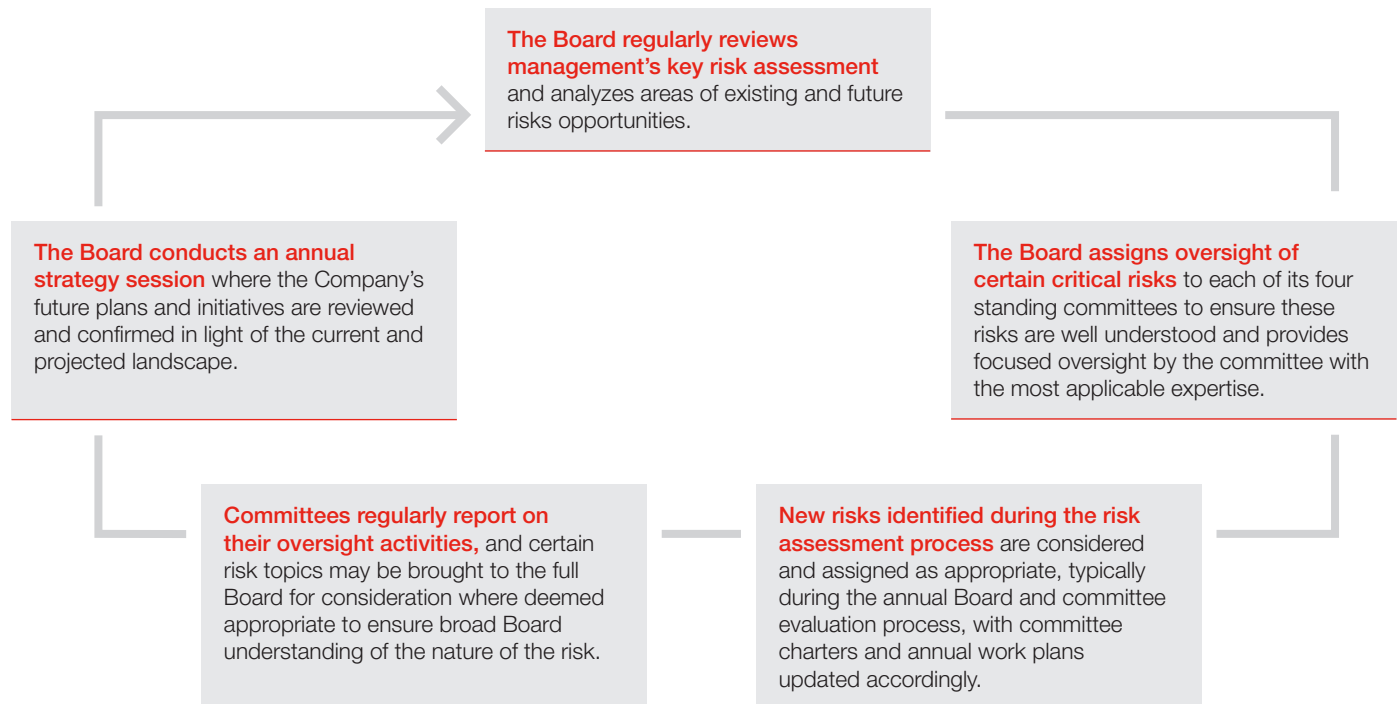 The Board regularly reviews
management’s key risk assessment
and analyzes areas of existing and future
risks opportunities.
The Board conducts an annual
strategy session where the Company’s
future plans and initiatives are reviewed
and confirmed in light of the current and
projected landscape.
The Board assigns oversight of
certain critical risks to each of its four
standing committees to ensure these
risks are well understood and provides
focused oversight by the committee with
the most applicable expertise.
Committees regularly report on
their oversight activities, and certain
risk topics may be brought to the full
Board for consideration where deemed
appropriate to ensure broad Board
understanding of the nature of the risk.
New risks identified during the risk
assessment process are considered
and assigned as appropriate, typically
during the annual Board and committee
evaluation process, with committee
charters and annual work plans
updated accordingly.